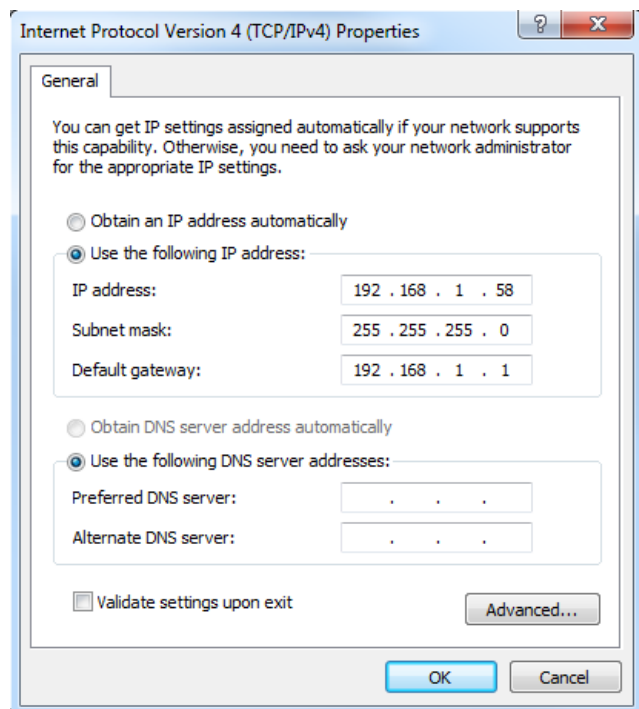 Internet Protocol Version 4 (TCP/IPv4) Properties
? X
General
You can get IP settings assigned automatically if your network supports
this capability. Otherwise, you need to ask your network administrator
for the appropriate IP settings.
Obtain an IP address automatically
Use the following IP address:
IP address: 192 . 168 . 1 . 58
Subnet mask: 255 . 255 . 255 . 0
Default gateway: 192 . 168 . 1 . 1
Obtain DNS server address automatically
Use the following DNS server addresses:
Preferred DNS server: . . .
Alternate DNS server: . . .
Validate settings upon exit
Advanced...
OK Cancel